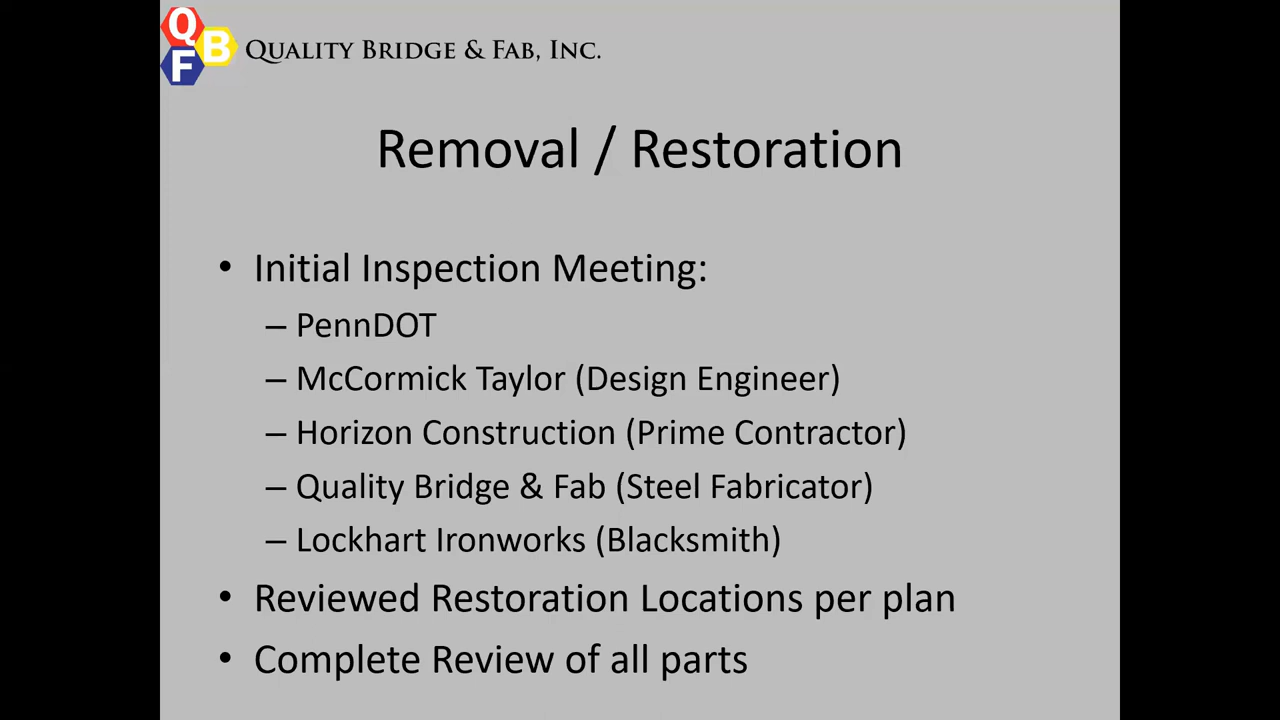 Q
B
F
QUALITY BRIDGE & FAB, INC.
Removal / Restoration
• Initial Inspection Meeting:
– PennDOT
– McCormick Taylor (Design Engineer)
– Horizon Construction (Prime Contractor)
– Quality Bridge & Fab (Steel Fabricator)
– Lockhart Ironworks (Blacksmith)
• Reviewed Restoration Locations per plan
• Complete Review of all parts